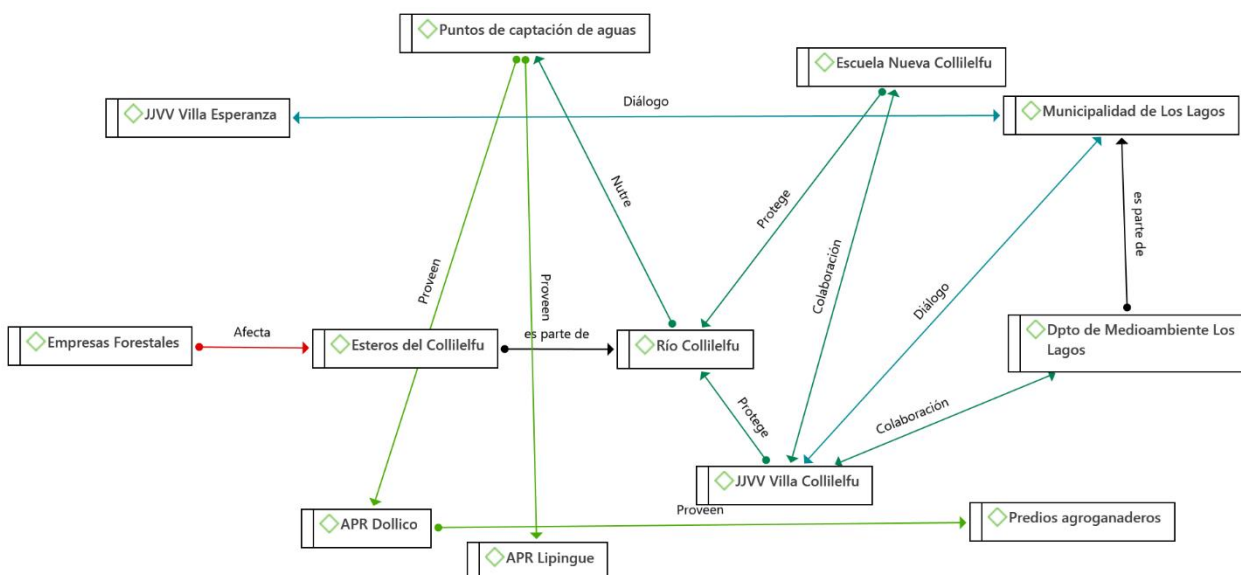 Puntos de captación de aguas
Escuela Nueva Collilelfu
JJVV Villa Esperanza
Diálogo
Municipalidad de Los Lagos
Nutre
Protege
es parte de
Colaboración
Proveen
Proveen
Diálogo
Empresas Forestales
Afecta
Esteros del Collilelfu
es parte de
Río Collilelfu
Dpto de Medioambiente Los
Lagos
Protege
Colaboración
JJVV Villa Collilelfu
APR Dollico
Proveen
Predios agroganaderos
APR Lipingue